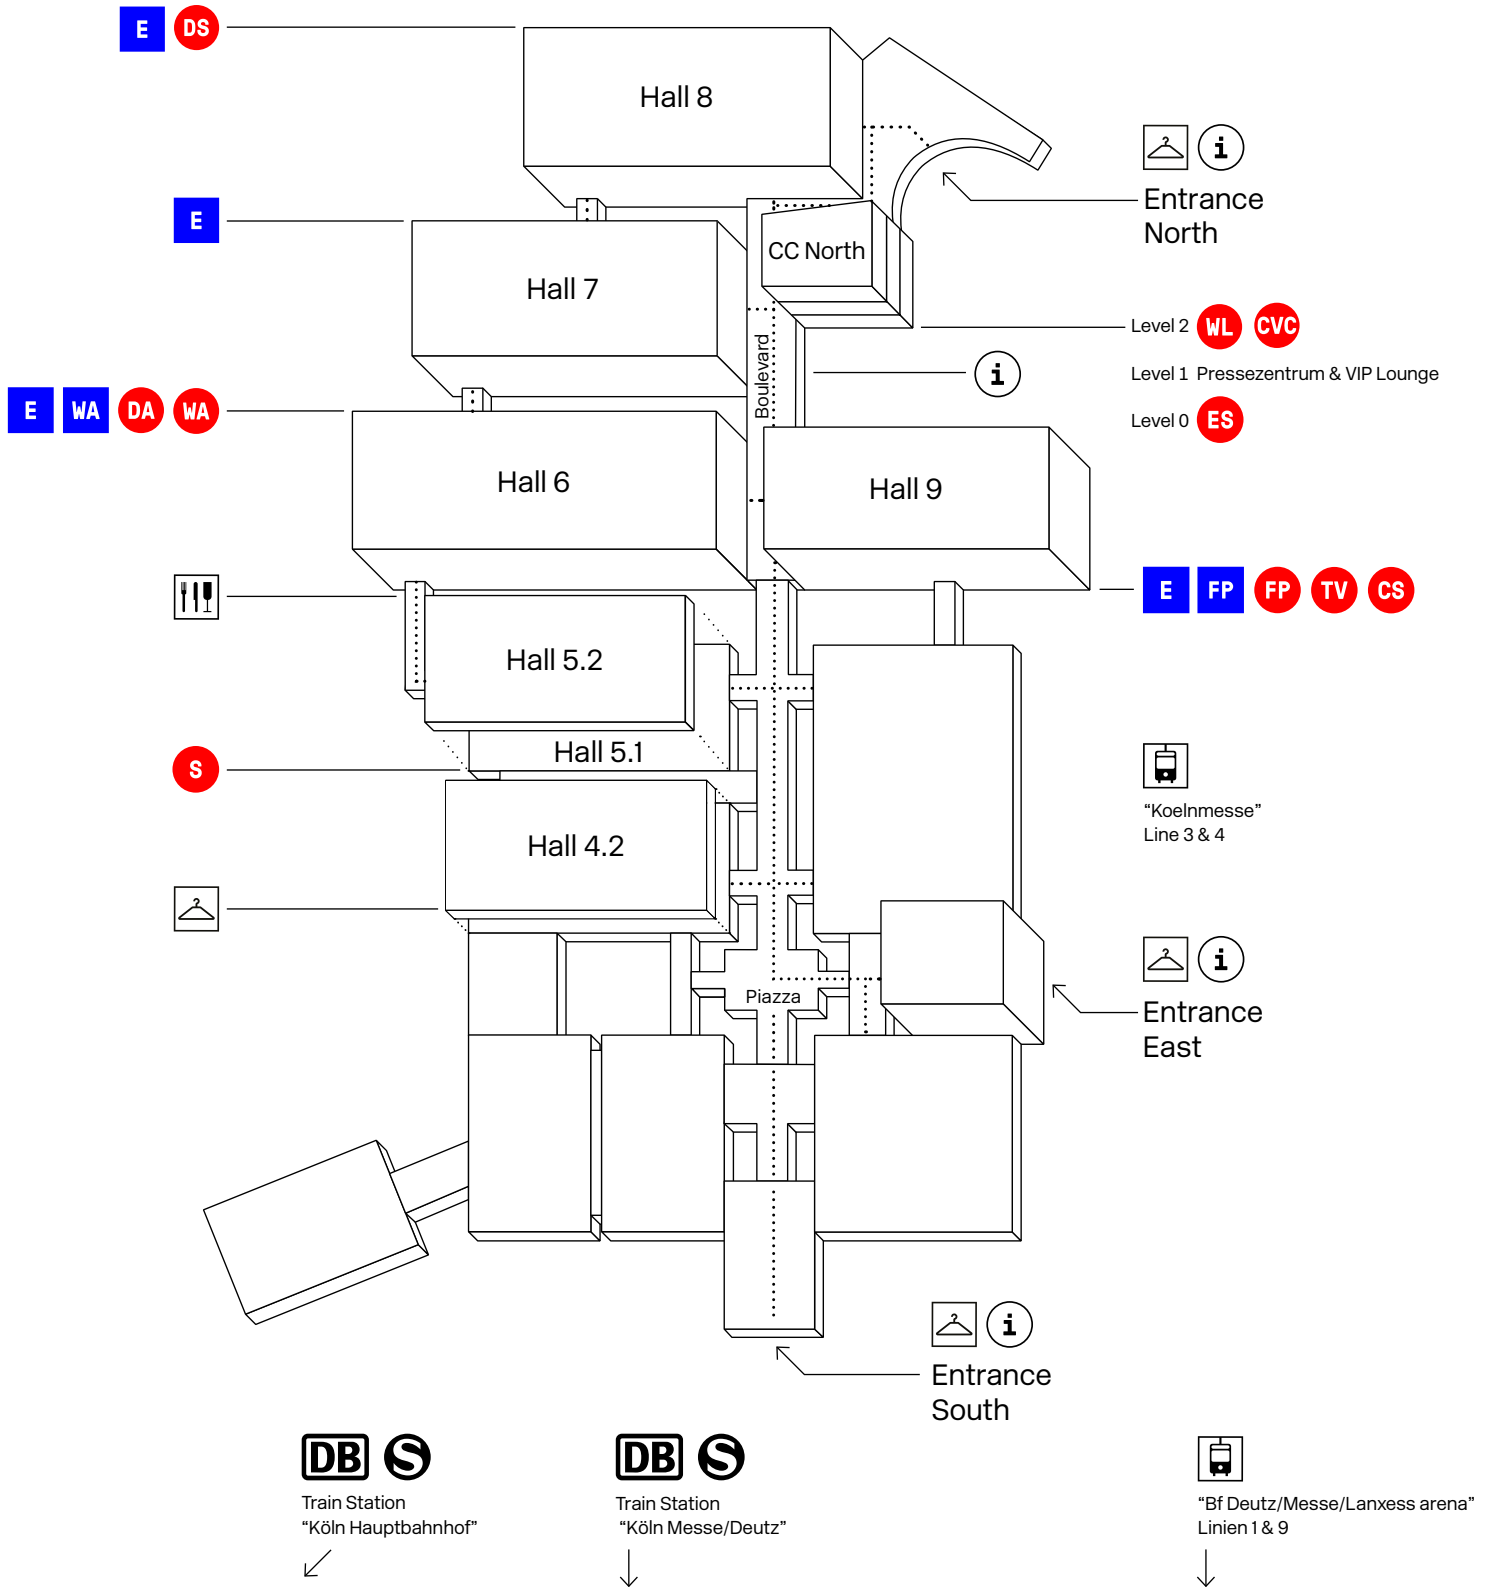 E DS
Hall 8
i
Entrance
North
E
CC North
Hall 7
Level 2 WL CVC
Boulevard
i
Level 1 Pressezentrum & VIP Lounge
E WA DA WA
Level 0 ES
Hall 6
Hall 9
E FP FP TV CS
Hall 5.2
Hall 5.1
S
“Koelnmesse”
Line 3 & 4
Hall 4.2
i
Piazza
Entrance
East
i
Entrance
South
DB S
Train Station
“Köln Hauptbahnhof”
DB S
Train Station
“Köln Messe/Deutz”
“Bf Deutz/Messe/Lanxess arena”
Linien 1 & 9